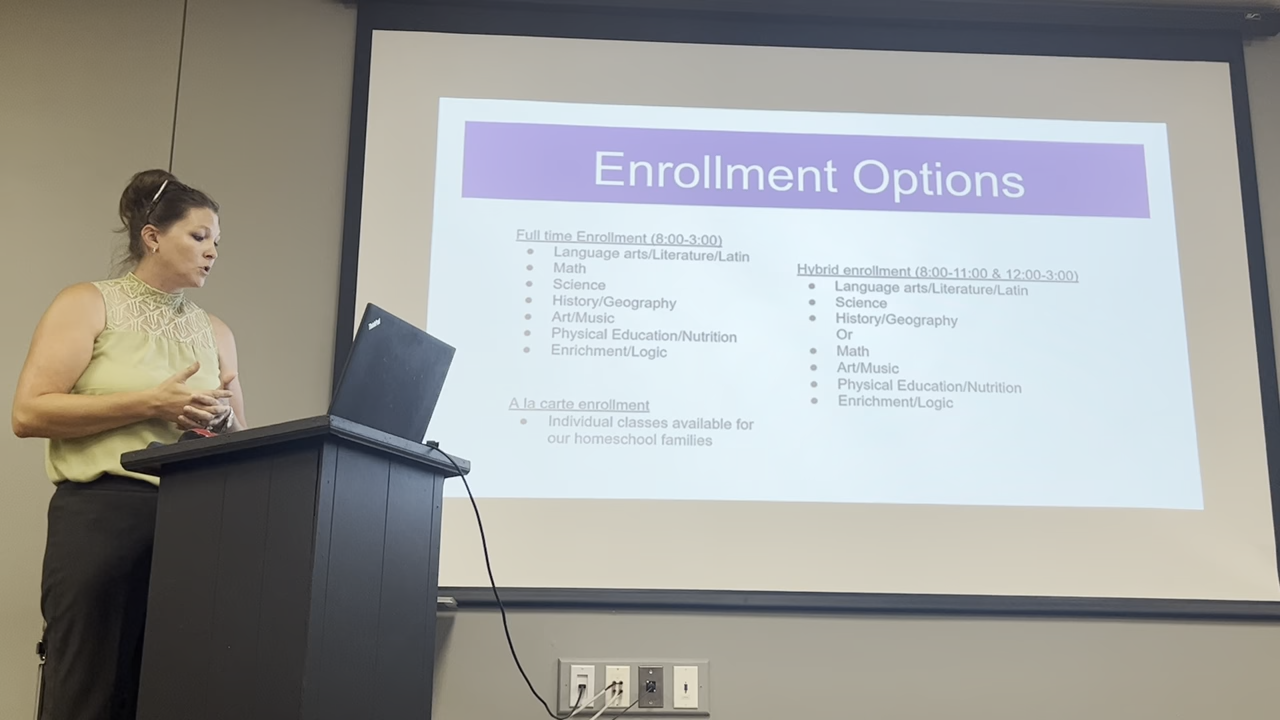 Enrollment Options
Full time Enrollment (8:00-3:00)
● Language arts/Literature/Latin
● Math
● Science
● History/Geography
● Art/Music
● Physical Education/Nutrition
● Enrichment/Logic
A la carte enrollment
● Individual classes available for
our homeschool families
Hybrid enrollment (8:00-11:00 & 12:00-3:00)
● Language arts/Literature/Latin
● Science
● History/Geography
Or
● Math
● Art/Music
● Physical Education/Nutrition
● Enrichment/Logic
ThinkPad